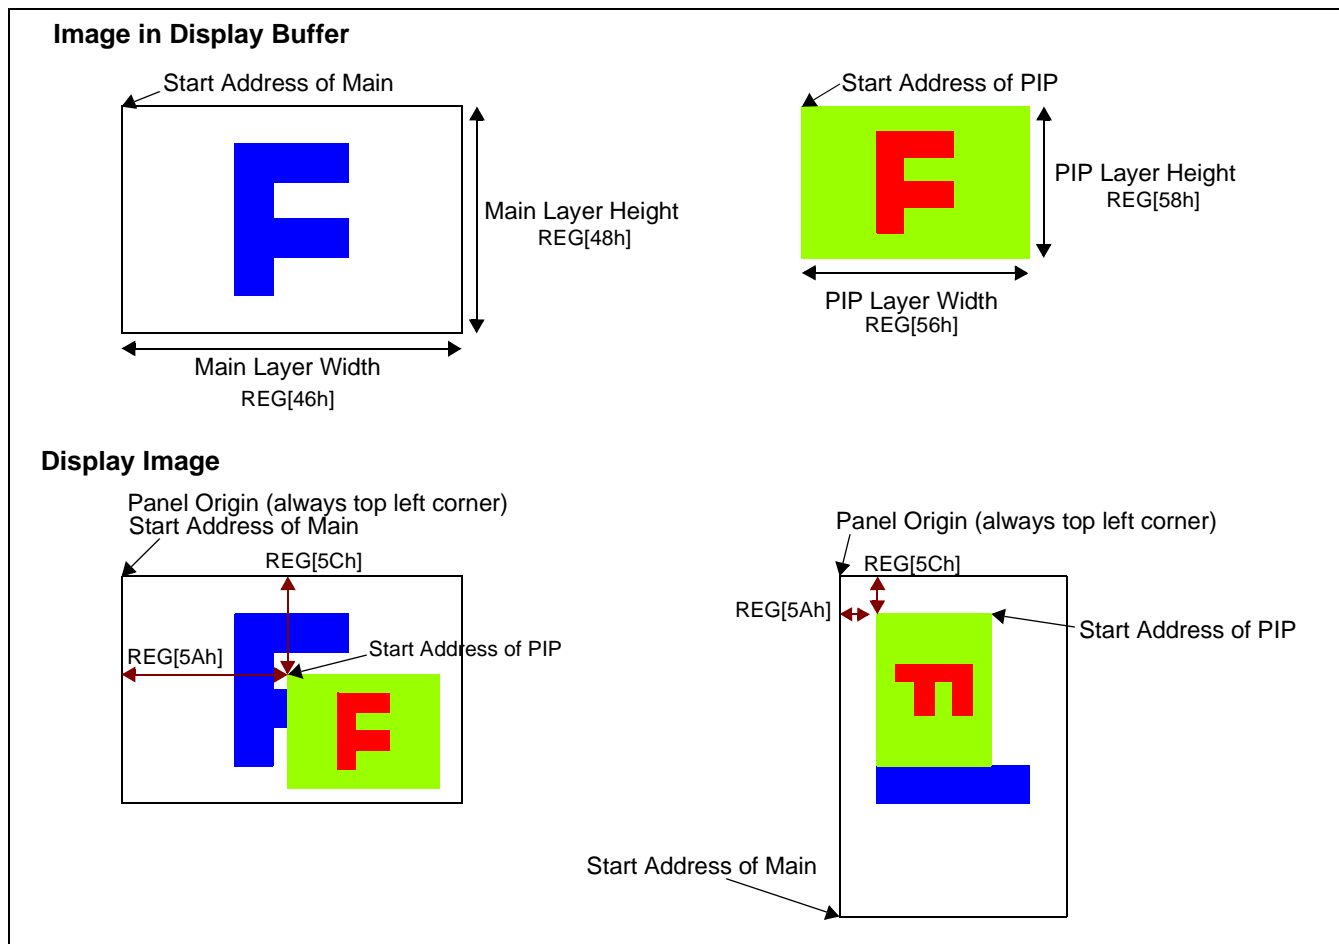 Image in Display Buffer
Start Address of Main
Main Layer Height
REG[48h]
Main Layer Width
REG[46h]
Start Address of PIP
PIP Layer Height
REG[58h]
PIP Layer Width
REG[56h]
Display Image
Panel Origin (always top left corner)
Start Address of Main
REG[5Ch]
REG[5Ah]
Start Address of PIP
Panel Origin (always top left corner)
REG[5Ch]
REG[5Ah]
Start Address of PIP
Start Address of Main